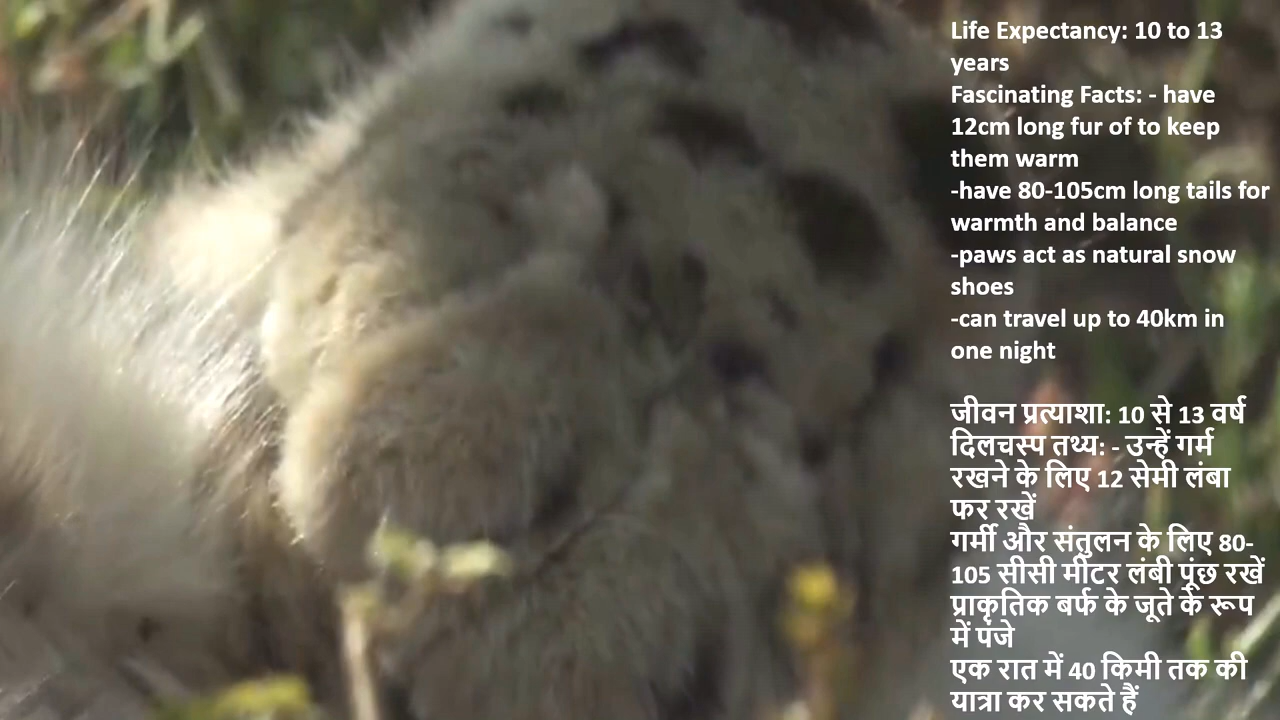 Life Expectancy: 10 to 13
years
Fascinating Facts: - have
12cm long fur of to keep
them warm
-have 80-105cm long tails for
warmth and balance
-paws act as natural snow
shoes
-can travel up to 40km in
one night
जीवन प्रत्याशा: 10 से 13 वर्ष
दिलचस्प तथ्य: - उन्हें गर्म
रखने के लिए 12 सेमी लंबा
फर रखें
गर्मी और संतुलन के लिए 80-
105 सीसी मीटर लंबी पूंछ रखें
प्राकृतिक बर्फ के जूते के रूप
में पंजे
एक रात में 40 किमी तक की
यात्रा कर सकते हैं